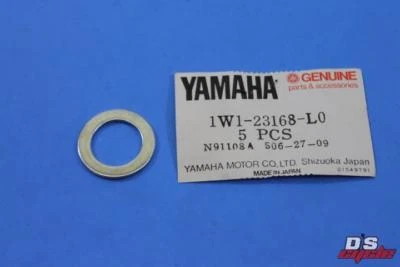 YAMAHA GENUINE
parts & accessories
1W1-23168-L0
5 PCS
N91108A S06-27-09
YAMAHA MOTOR CO., LTD. Shizuoka Japan
MADE IN JAPAN
D'S
cycle